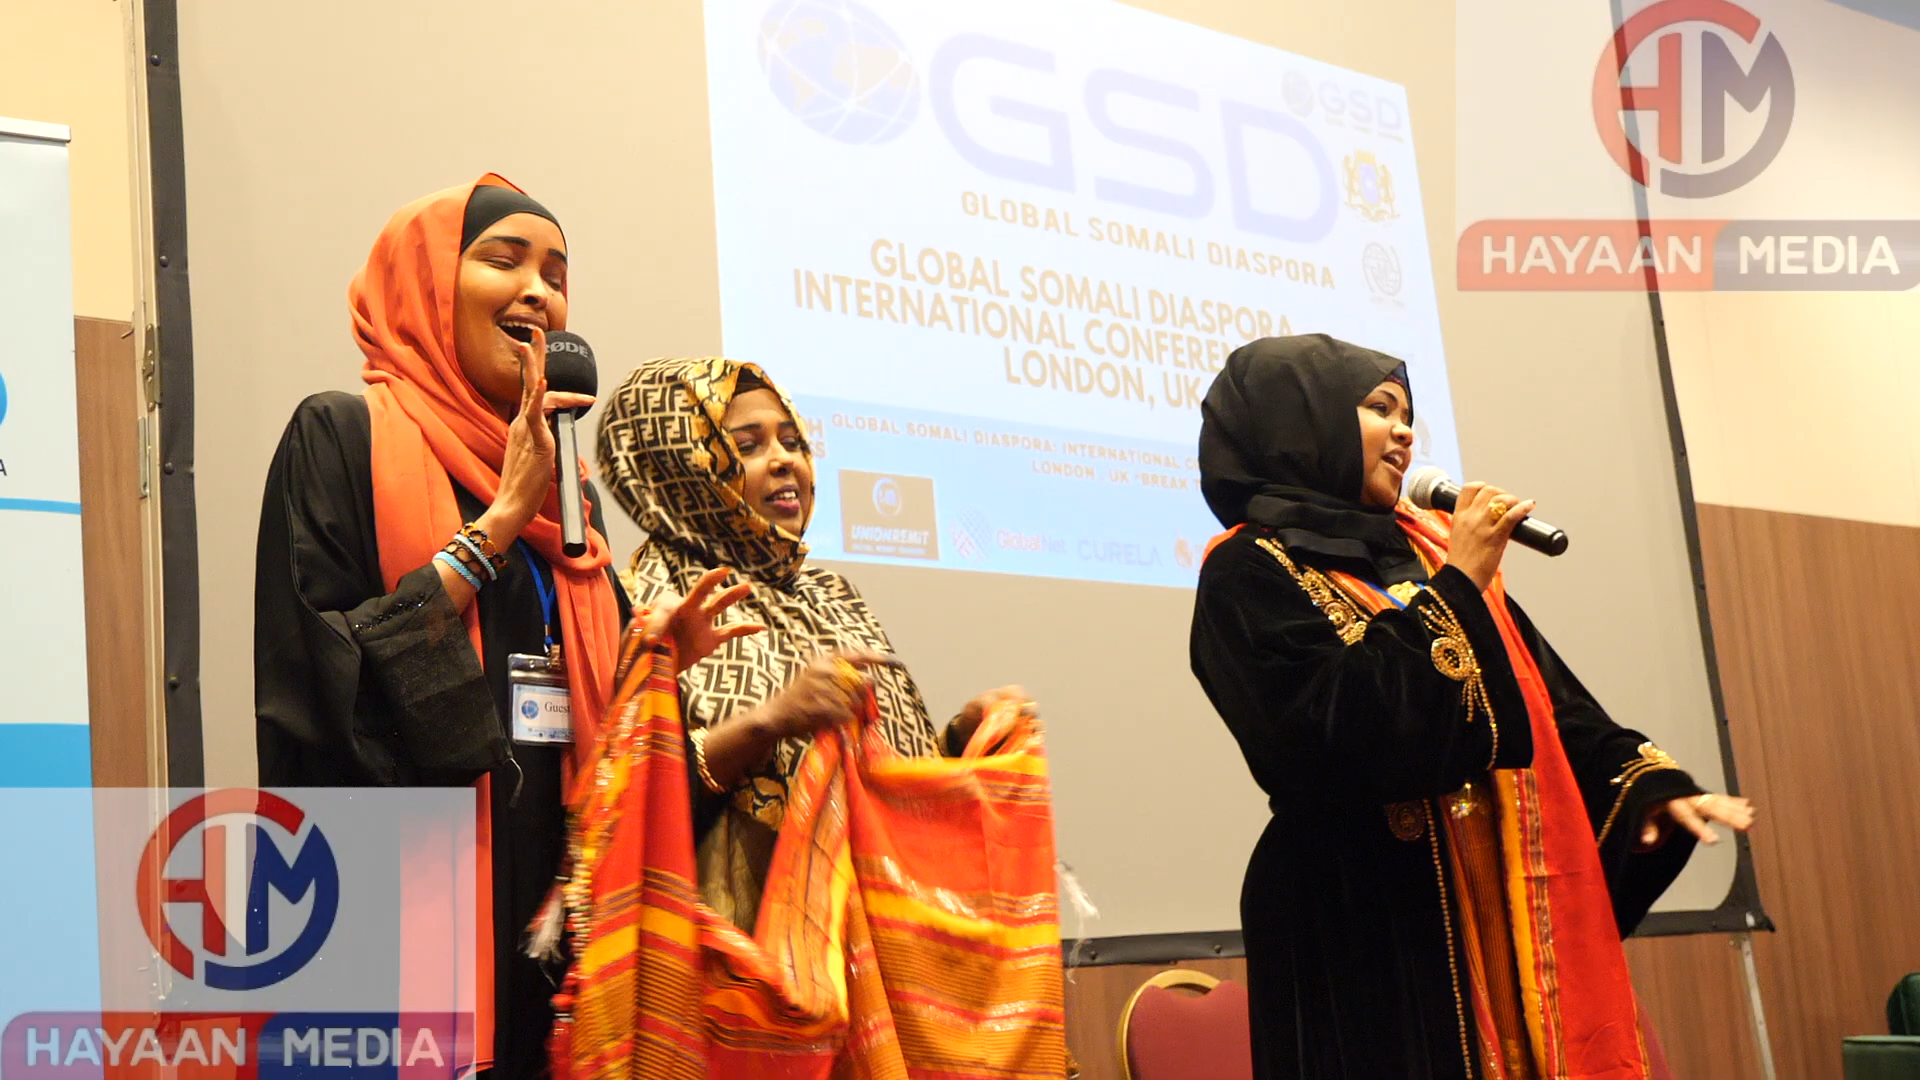 GSD
GSD
GLOBAL SOMALI DIASPORA
GLOBAL SOMALI DIASPORA
INTERNATIONAL
LONDON, UK
GLOBAL SOMALI DIASPORA: INTERNATIONAL
LONDON , UK "BREAK
UNIONREMIT
GlobalNet
CURELA
HM
HAYAAN MEDIA
RØDE
Guest
A
HM
HAYAAN MEDIA